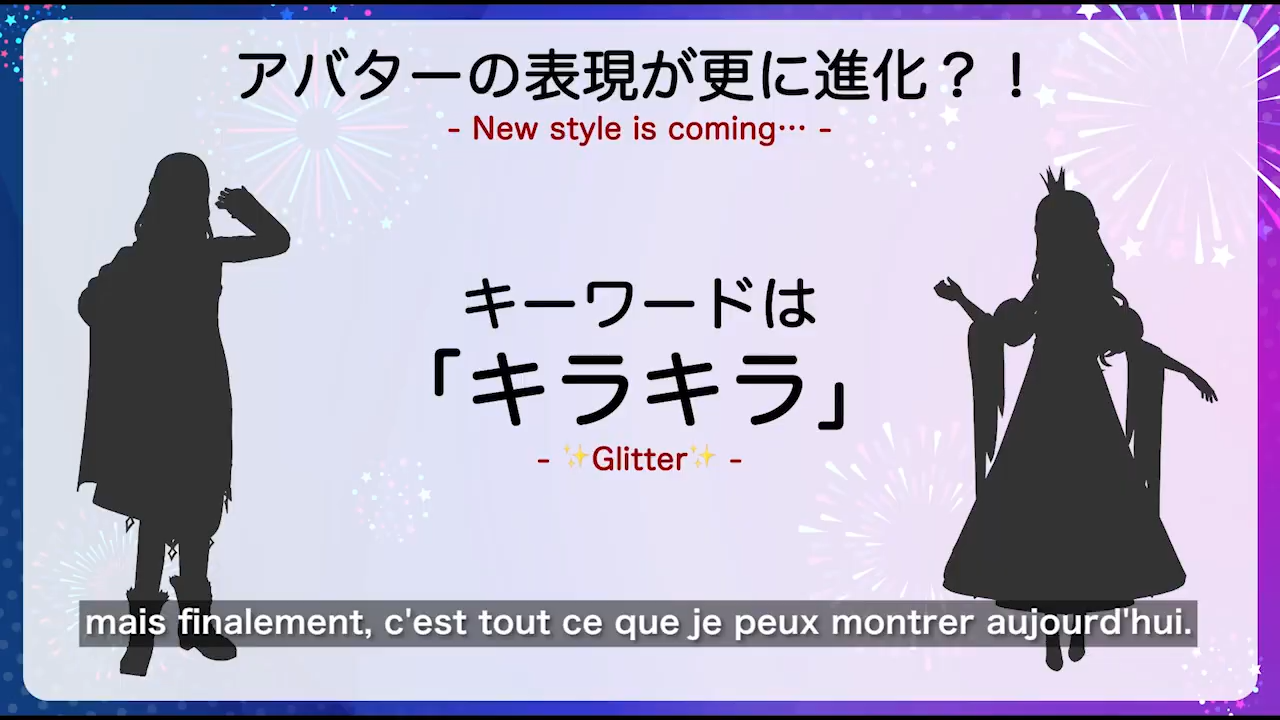 アバターの表現が更に進化？！
- New style is coming… -
キーワードは
「キラキラ」
- ✨Glitter✨ -
mais finalement, c'est tout ce que je peux montrer aujourd'hui.